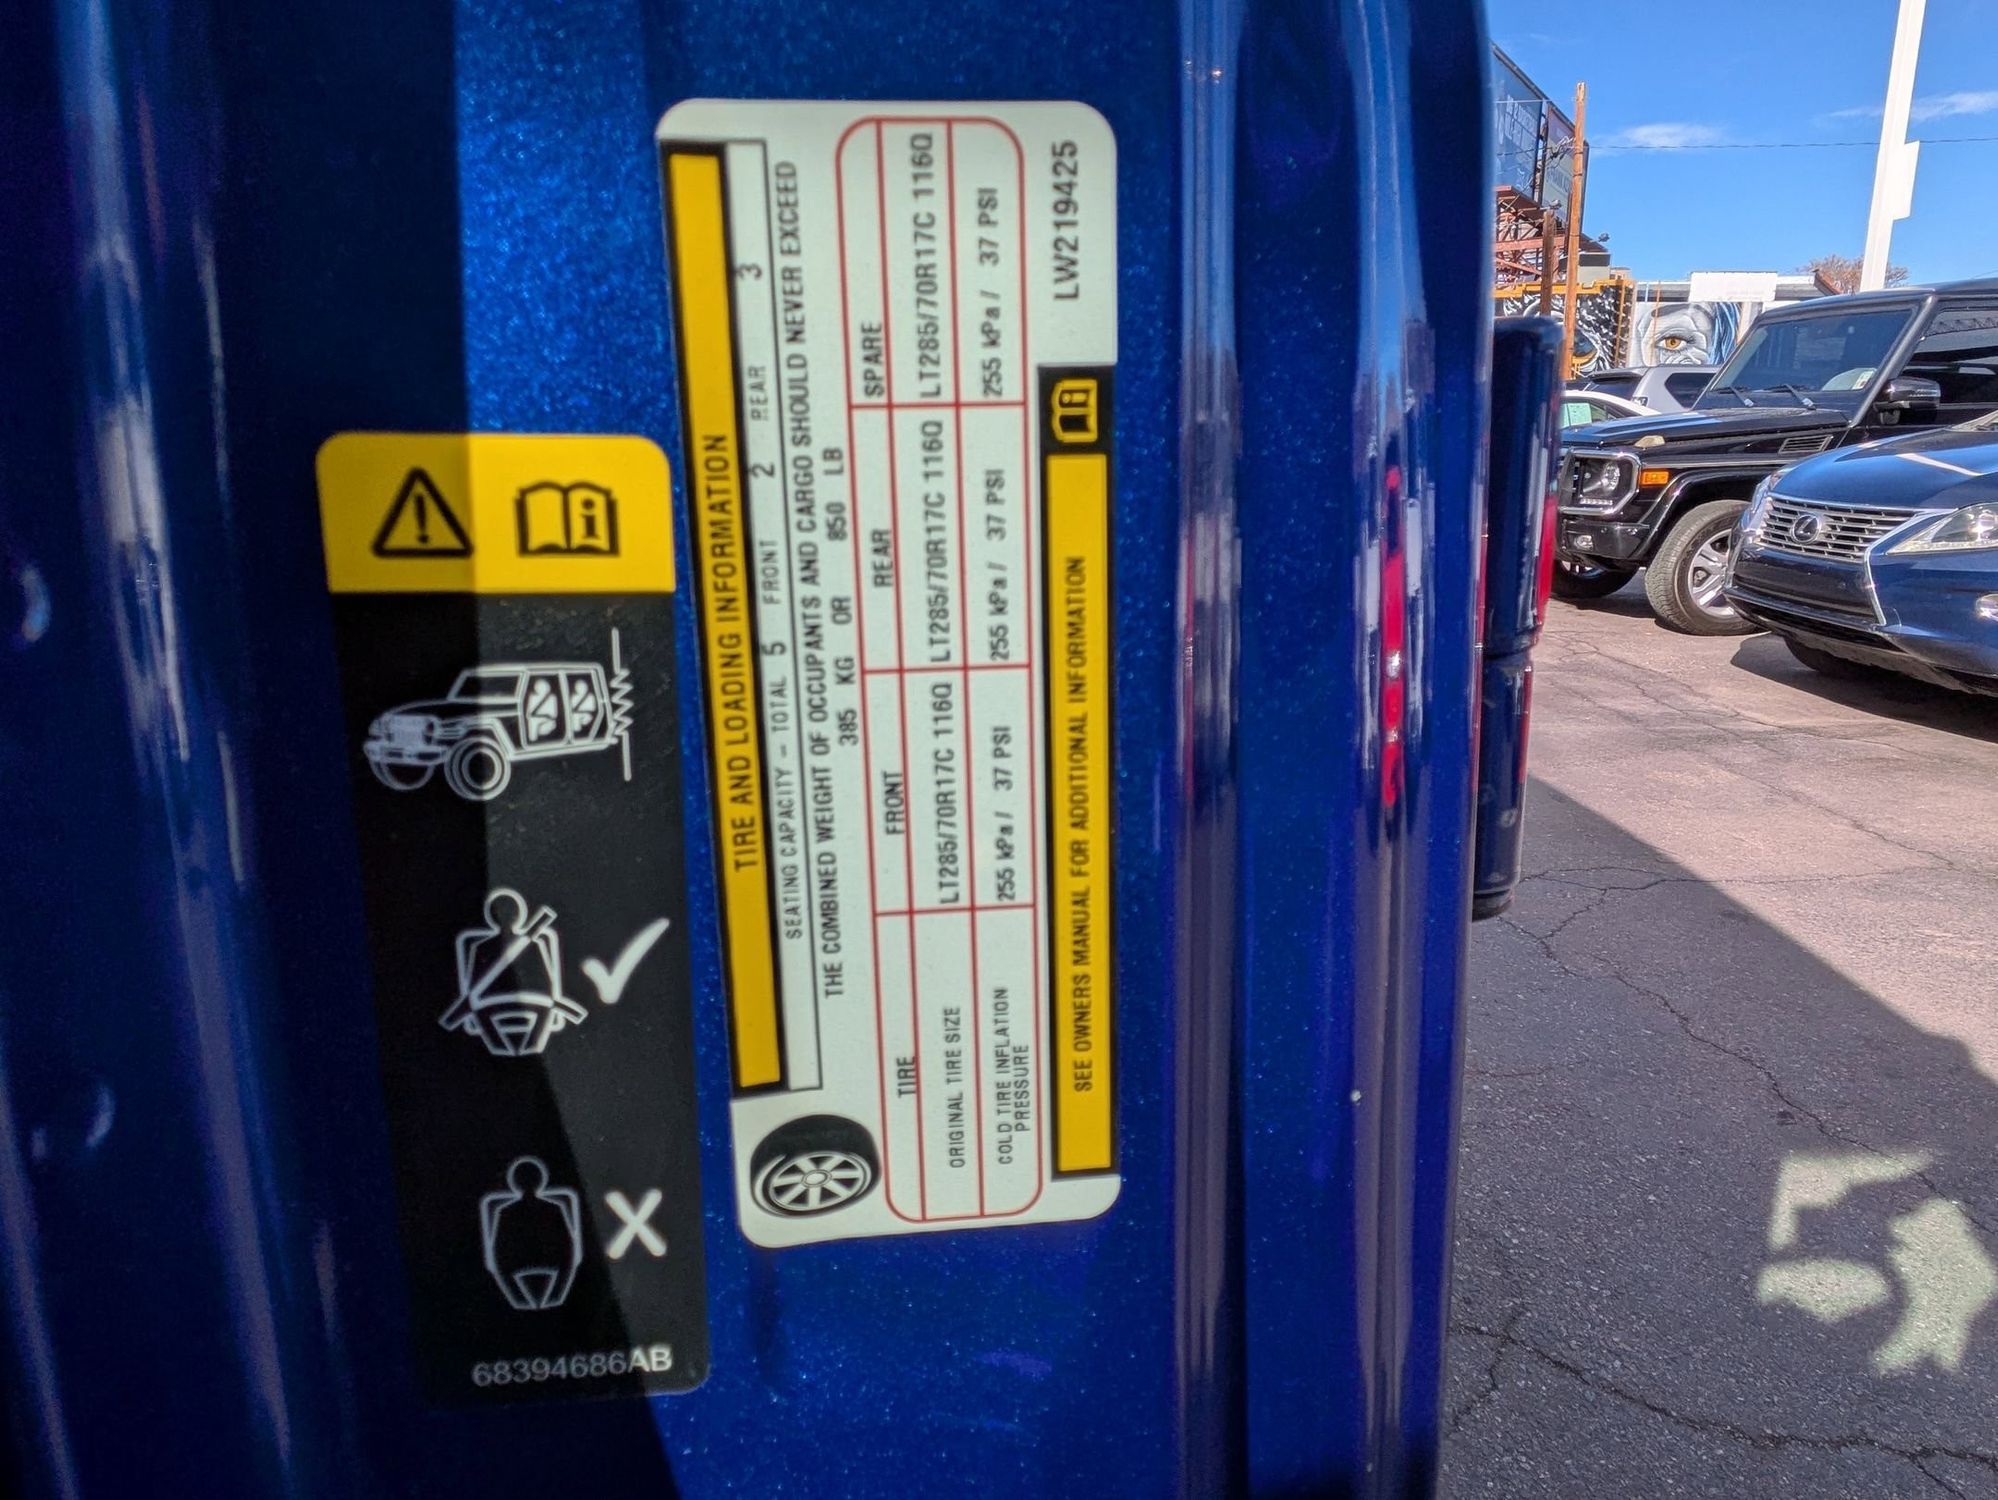 TIRE AND LOADING INFORMATION
SEATING CAPACITY - TOTAL 5 FRONT 2 REAR 3
THE COMBINED WEIGHT OF OCCUPANTS AND CARGO SHOULD NEVER EXCEED
385 KG OR 850 LB
TIRE FRONT REAR SPARE
ORIGINAL TIRE SIZE LT285/70R17C 116Q LT285/70R17C 116Q LT285/70R17C 116Q
COLD TIRE INFLATION
PRESSURE
255 kPa/ 37 PSI 255 kPa/ 37 PSI 255 kPa/ 37 PSI
SEE OWNERS MANUAL FOR ADDITIONAL INFORMATION
LW219425
68394686AB